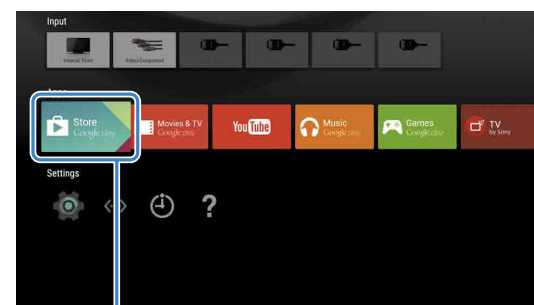 Input
Internal Tuner
Video/Component
Apps
Store
Google play
Movies & TV
Google play
YouTube
Music
Google play
Games
Google play
TV
by Sony
Settings
?